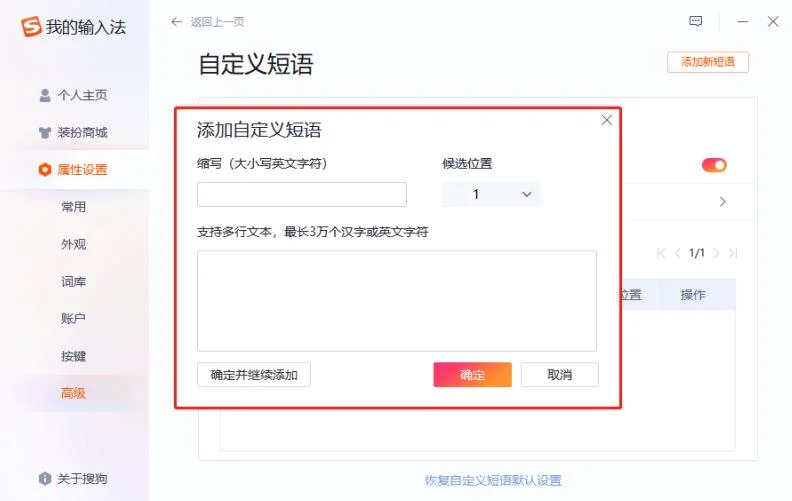 我的输入法
返回上一页
自定义短语
添加新短语
个人主页
装扮商城
属性设置
常用
外观
词库
账户
按键
高级
关于搜狗
添加自定义短语
缩写（大小写英文字符）
候选位置
1
支持多行文本，最长3万个汉字或英文字符
确定并继续添加
确定
取消
1/1
位置
操作
恢复自定义短语默认设置